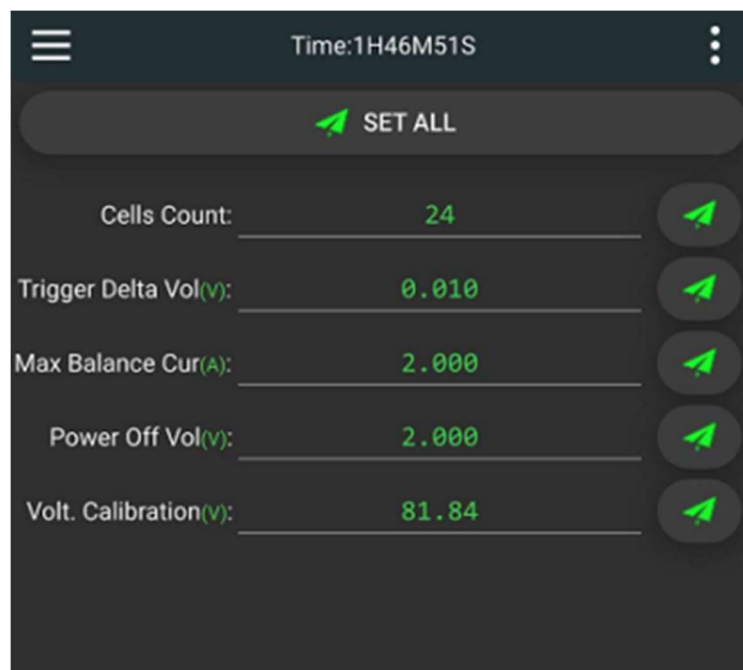 Time:1H46M51S
SET ALL
Cells Count: 24
Trigger Delta Vol(V): 0.010
Max Balance Cur(A): 2.000
Power Off Vol(V): 2.000
Volt. Calibration(V): 81.84